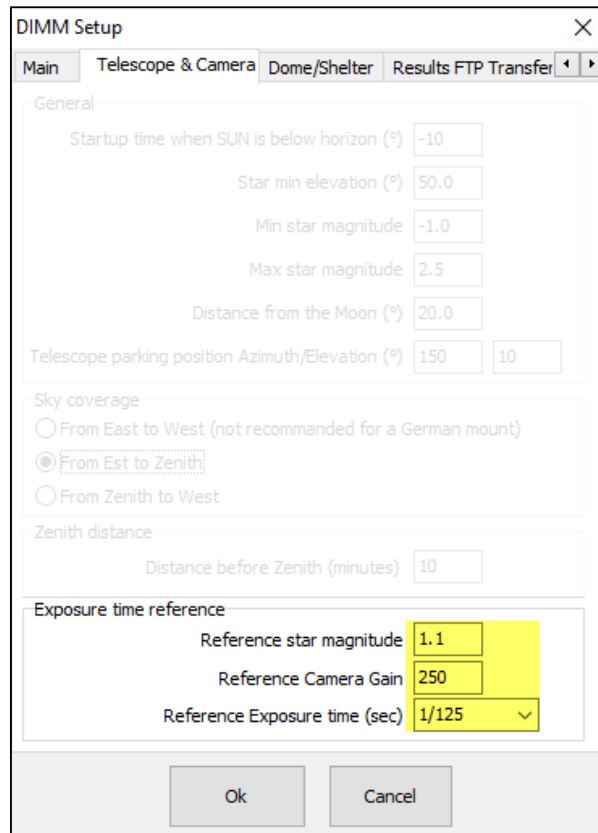 DIMM Setup
Main Telescope & Camera Dome/Shelter Results FTP Transfer
General
Startup time when SUN is below horizon (°) -10
Star min elevation (°) 50.0
Min star magnitude -1.0
Max star magnitude 2.5
Distance from the Moon (°) 20.0
Telescope parking position Azimuth/Elevation (°) 150 10
Sky coverage
From East to West (not recommanded for a German mount)
From Est to Zenith
From Zenith to West
Zenith distance
Distance before Zenith (minutes) 10
Exposure time reference
Reference star magnitude 1.1
Reference Camera Gain 250
Reference Exposure time (sec) 1/125
Ok Cancel